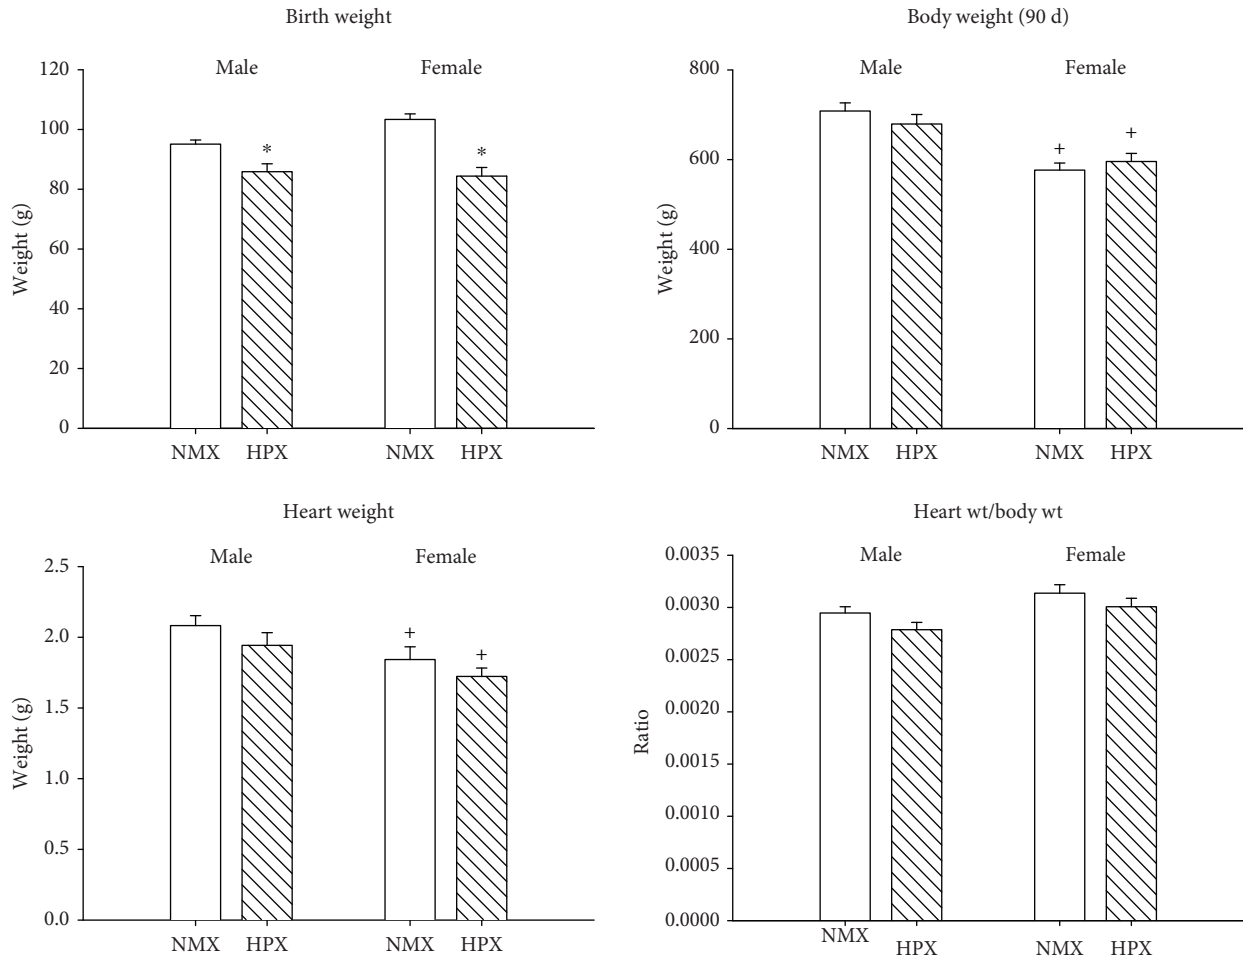 Birth weight
Male Female
120
100
80
60
40
20
0
Weight (g)
* *
NMX HPX NMX HPX
Body weight (90 d)
Male Female
800
600
400
200
0
Weight (g)
+ +
NMX HPX NMX HPX
Heart weight
Male Female
2.5
2.0
1.5
1.0
0.5
0.0
Weight (g)
+ +
NMX HPX NMX HPX
Heart wt/body wt
Male Female
0.0035
0.0030
0.0025
0.0020
0.0015
0.0010
0.0005
0.0000
Ratio
NMX HPX NMX HPX